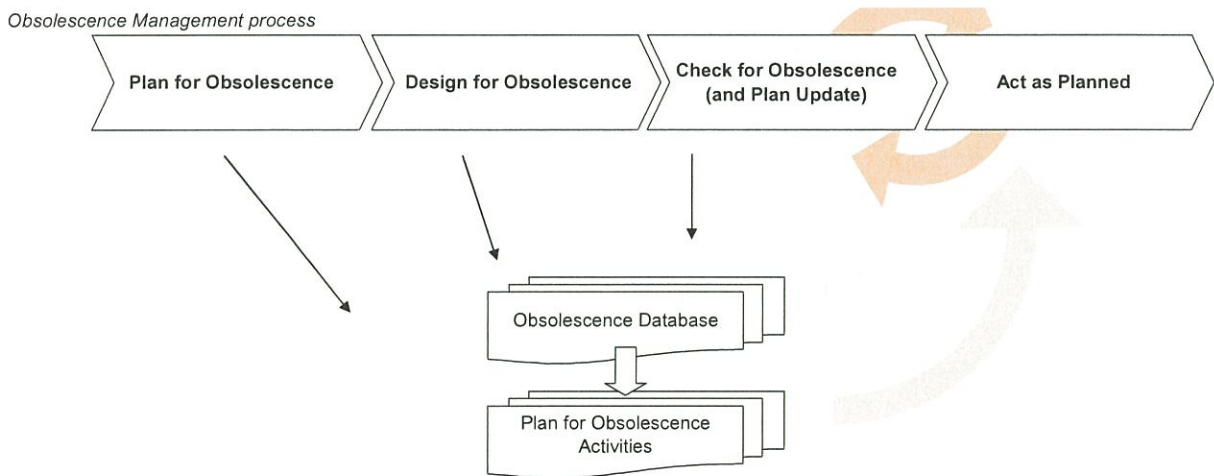 Obsolescence Management process
Plan for Obsolescence
Design for Obsolescence
Check for Obsolescence
(and Plan Update)
Act as Planned
Obsolescence Database
Plan for Obsolescence
Activities